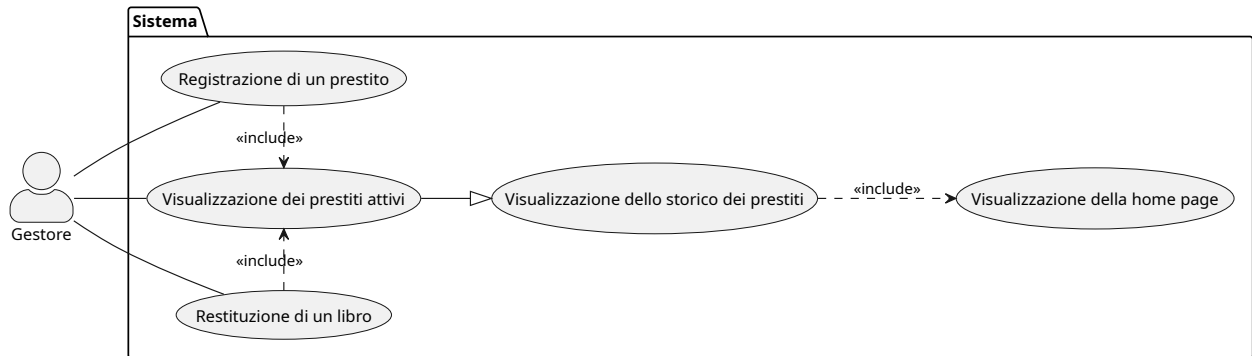 Sistema
Registrazione di un prestito
«include»
Visualizzazione dei prestiti attivi
Visualizzazione dello storico dei prestiti
«include»
Visualizzazione della home page
Gestore
«include»
Restituzione di un libro